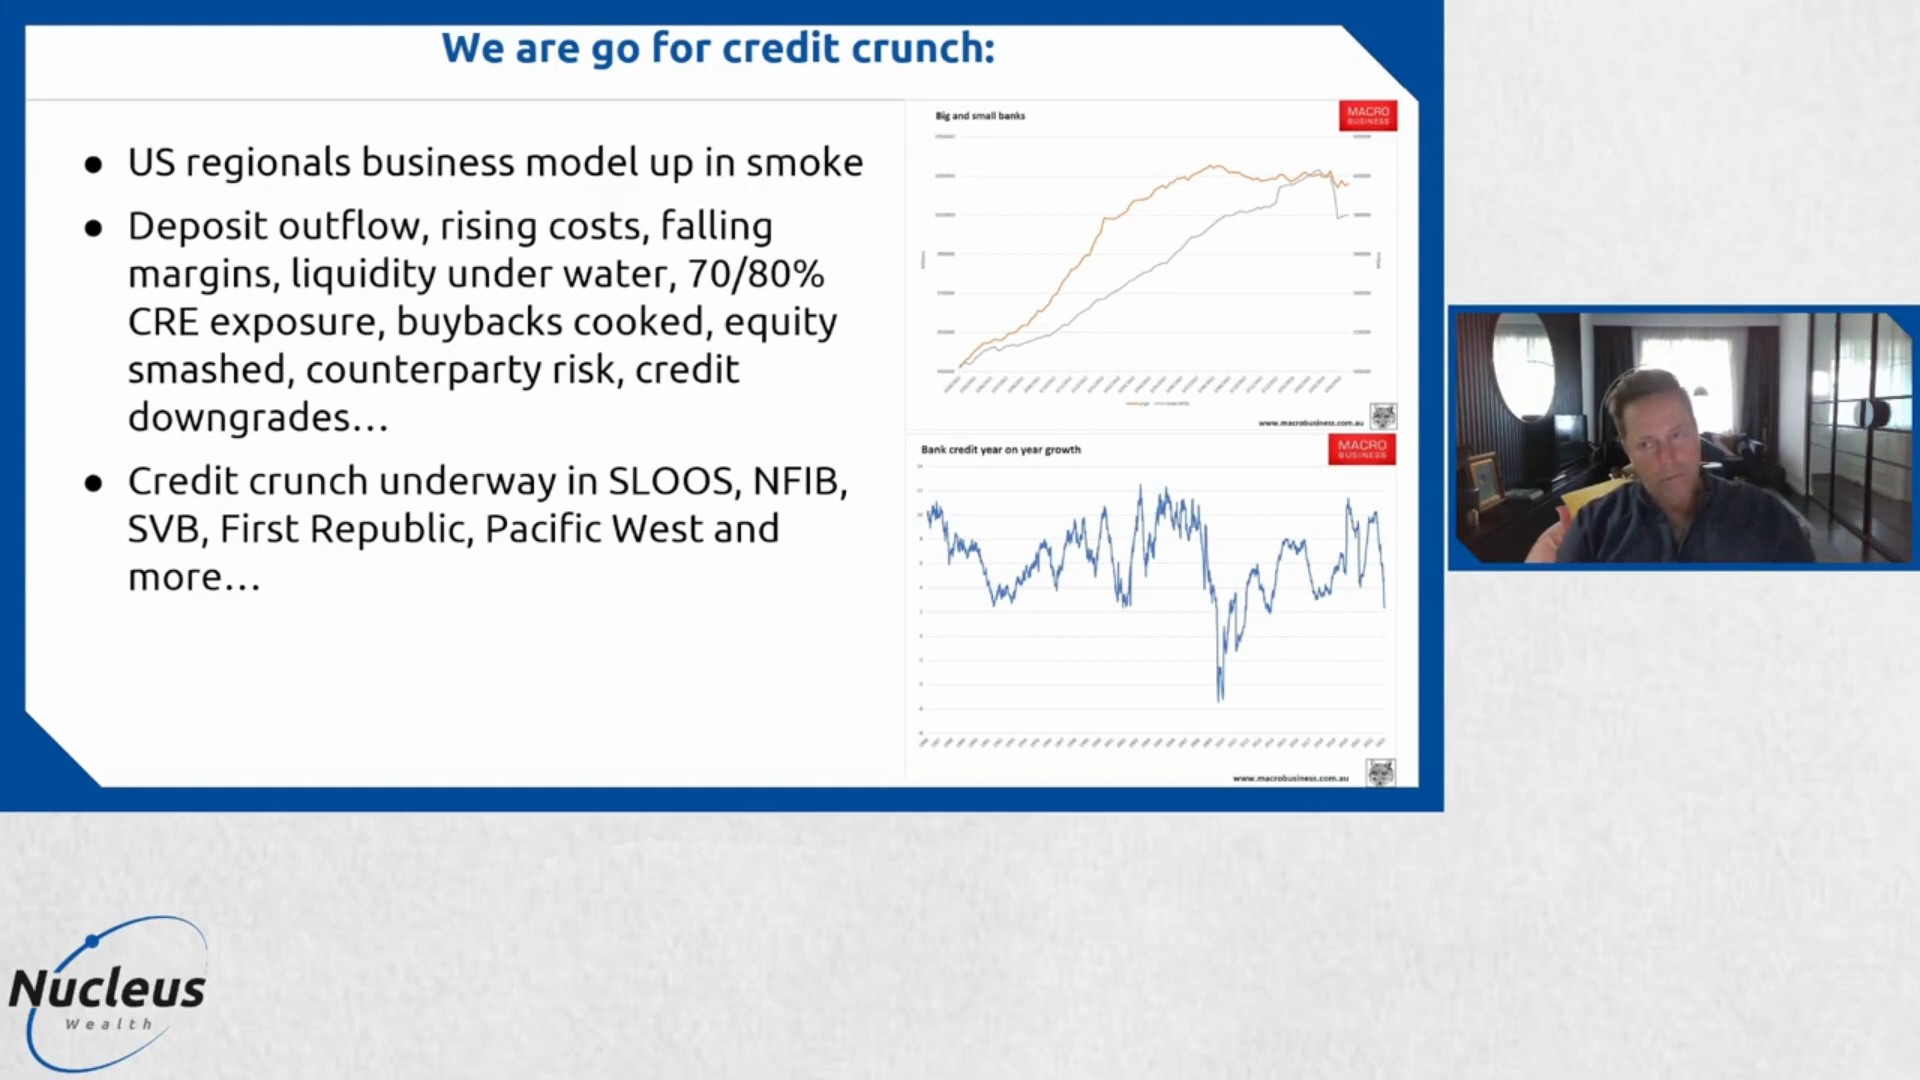 We are go for credit crunch:
● US regionals business model up in smoke
● Deposit outflow, rising costs, falling
margins, liquidity under water, 70/80%
CRE exposure, buybacks cooked, equity
smashed, counterparty risk, credit
downgrades...
● Credit crunch underway in SLOOS, NFIB,
SVB, First Republic, Pacific West and
more...
Big and small banks
MACRO
BUSINESS
www.macrobusiness.com.au
Bank credit year on year growth
MACRO
BUSINESS
www.macrobusiness.com.au
Nucleus
Wealth